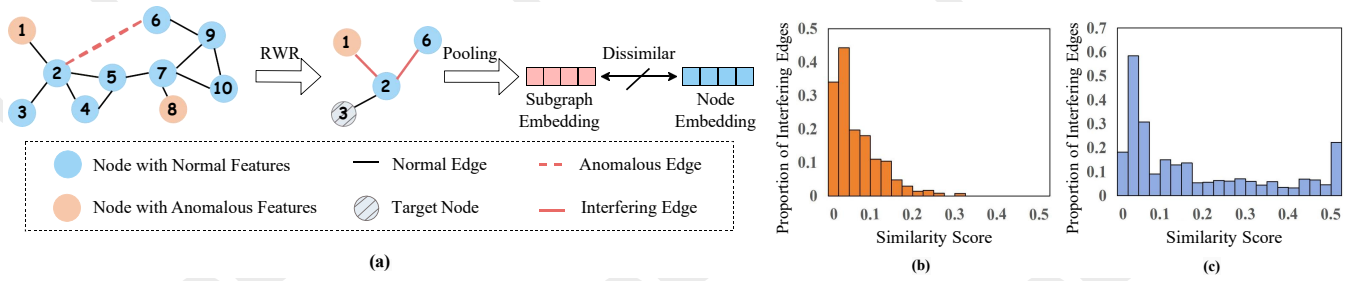 1
6
9
2
5
7
10
3
4
8
RWR
1
6
2
3
Pooling
Dissimilar
Subgraph
Embedding
Node
Embedding
Node with Normal Features
Normal Edge
Anomalous Edge
Node with Anomalous Features
Target Node
Interfering Edge
(a)
Proportion of Interfering Edges
0.5
0.4
0.3
0.2
0.1
0
0 0.1 0.2 0.3 0.4 0.5
Similarity Score
(b)
Proportion of Interfering Edges
0.7
0.6
0.5
0.4
0.3
0.2
0.1
0
0 0.1 0.2 0.3 0.4 0.5
Similarity Score
(c)